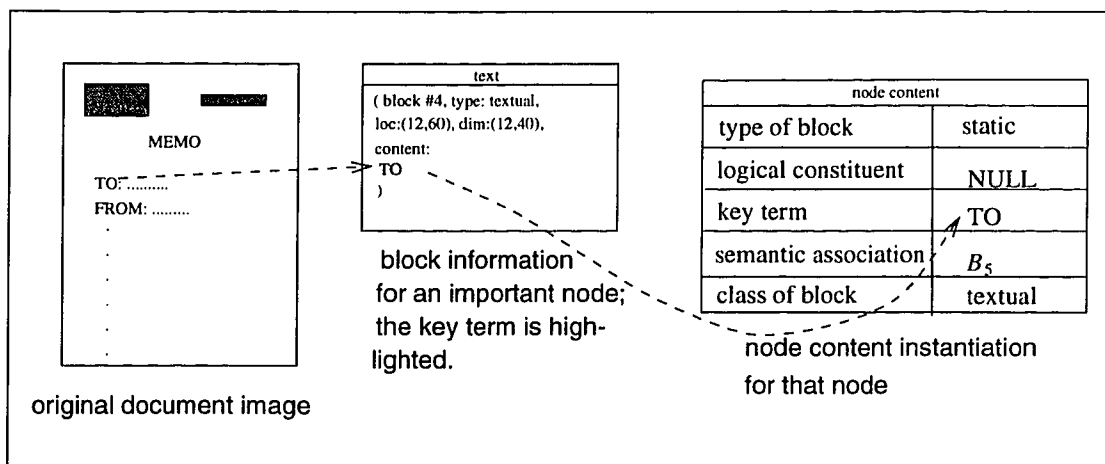 MEMO
TO: ..........
FROM: .........
.
.
.
.
.
.
original document image
text
( block #4, type: textual,
loc:(12,60), dim:(12,40),
content:
TO
)
block information
for an important node;
the key term is high-
lighted.
node content
type of block static
logical constituent NULL
key term TO
semantic association B5
class of block textual
node content instantiation
for that node